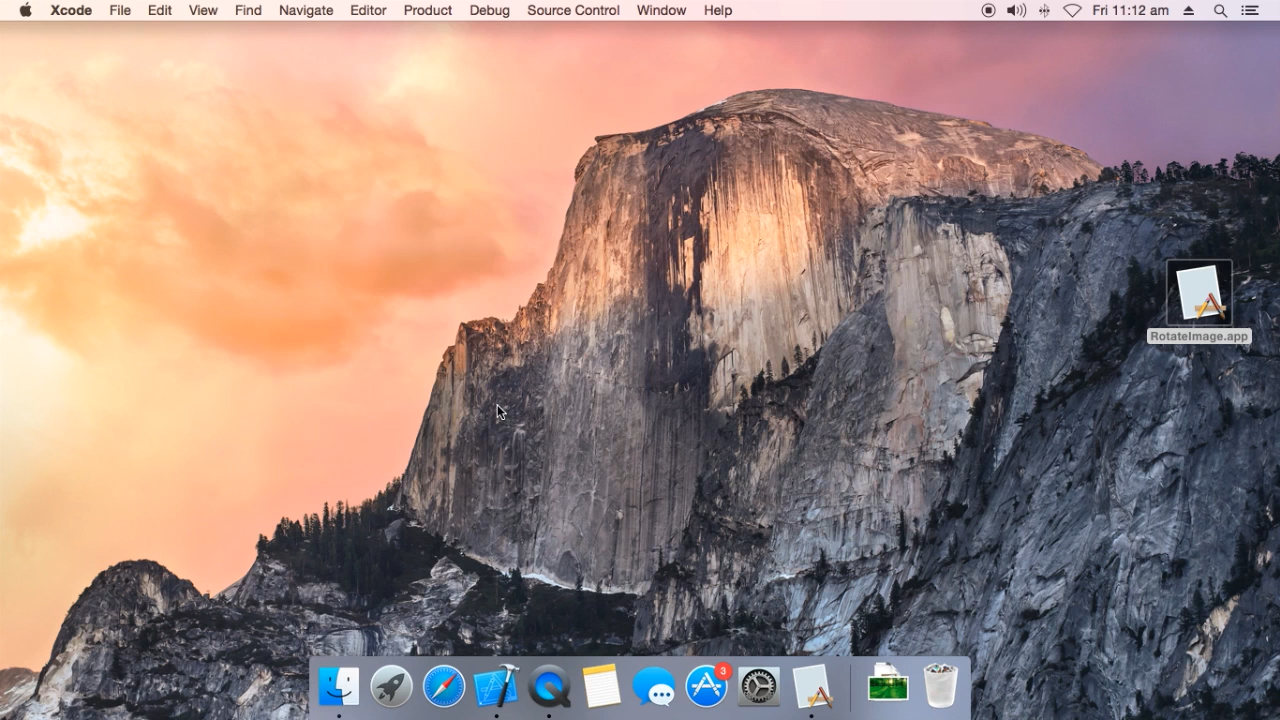 Xcode File Edit View Find Navigate Editor Product Debug Source Control Window Help Fri 11:12 am
RotateImage.app
3